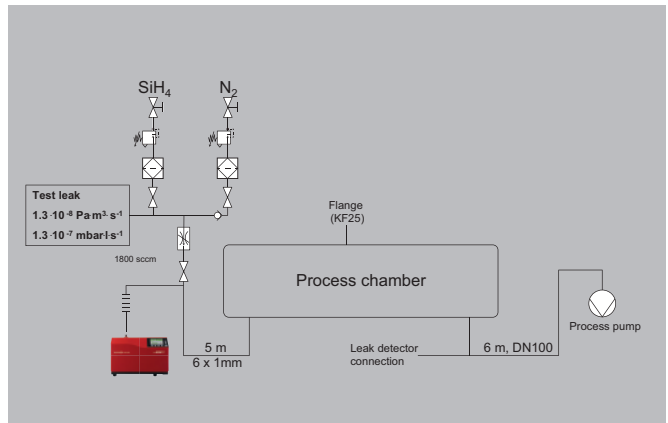 SiH4 N2
Test leak
1.3·10-8 Pa·m3·s-1
1.3·10-7 mbar·l·s-1
Flange
(KF25)
1800 sccm
Process chamber
Process pump
5 m
6 x 1mm
Leak detector
connection
6 m, DN100